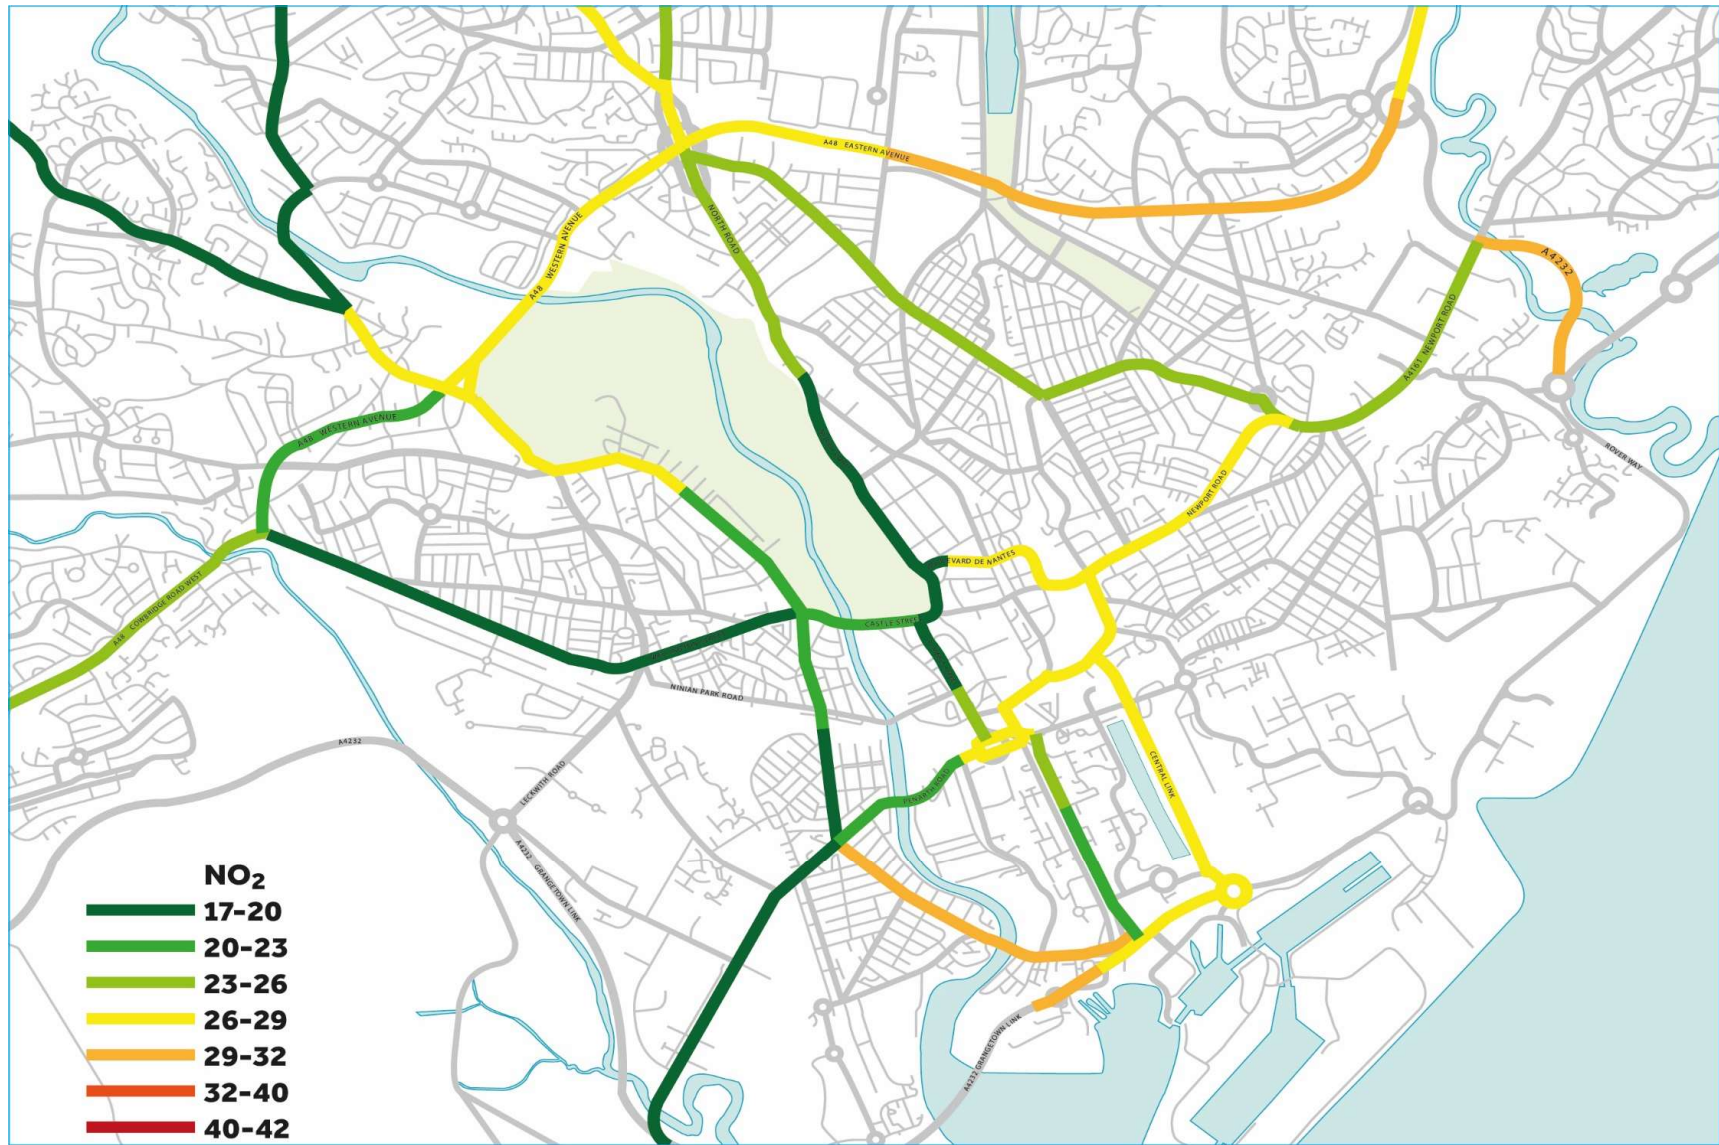 A48 EASTERN AVENUE
NORTH ROAD
A48 WESTERN AVENUE
A4232
A4161 NEWPORT ROAD
A48 WESTERN AVENUE
ROVER WAY
NEWPORT ROAD
EVARD DE NANTES
A48 COWBRIDGE ROAD WEST
CASTLE STREE
NINIAN PARK ROAD
A4232
LECKWITH ROAD
CENTRAL LINK
PENARTH ROAD
A4232 GRANGETOWN LINK
A4232 GRANGETOWN LINK
NO₂
17-20
20-23
23-26
26-29
29-32
32-40
40-42